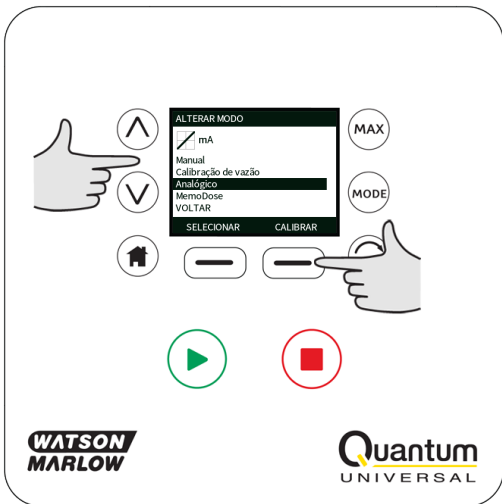 ALTERAR MODO
mA
Manual
Calibração de vazão
Analógico
MemoDose
VOLTAR
SELECIONAR CALIBRAR
MAX
MODE
WATSON
MARLOW
Quantum
UNIVERSAL